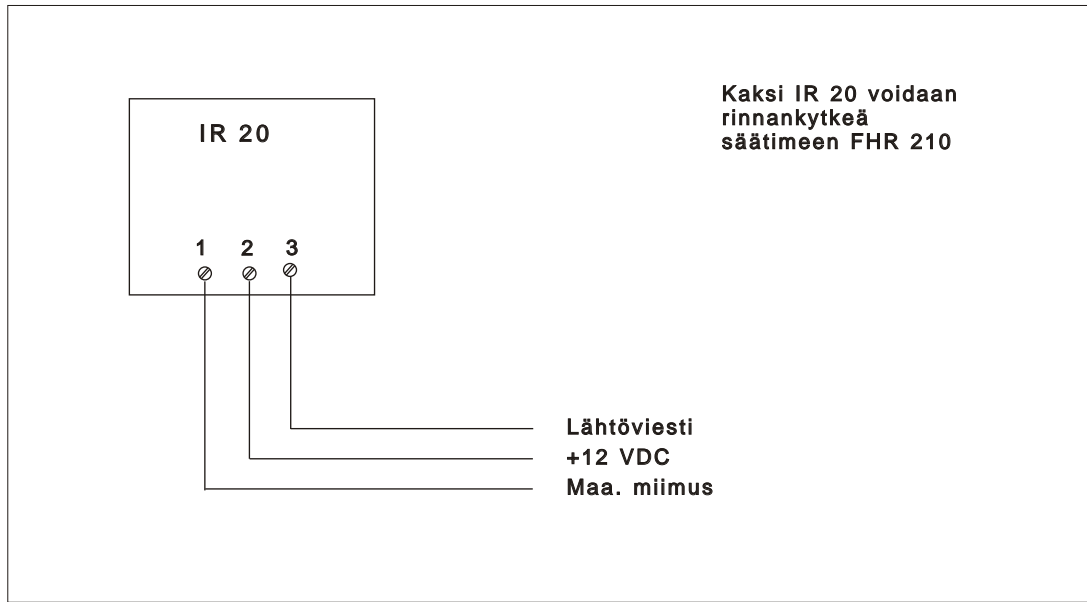 Kaksi IR 20 voidaan
rinnankytkeä
säätimeen FHR 210
IR 20
1 2 3
Lähtöviesti
+12 VDC
Maa. miimus